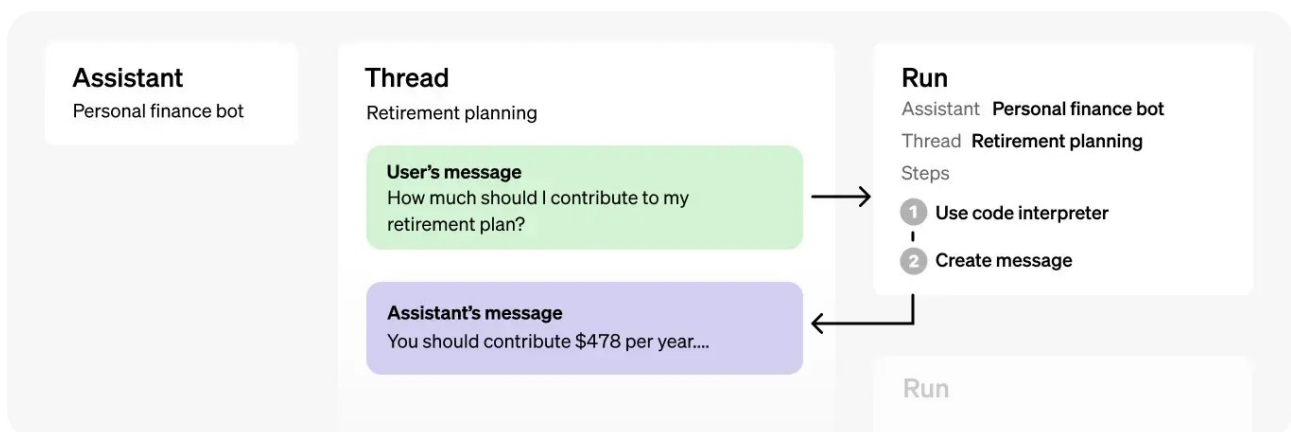 Assistant
Personal finance bot
Thread
Retirement planning
User’s message
How much should I contribute to my
retirement plan?
Assistant’s message
You should contribute $478 per year....
Run
Assistant Personal finance bot
Thread Retirement planning
Steps
1 Use code interpreter
2 Create message
Run